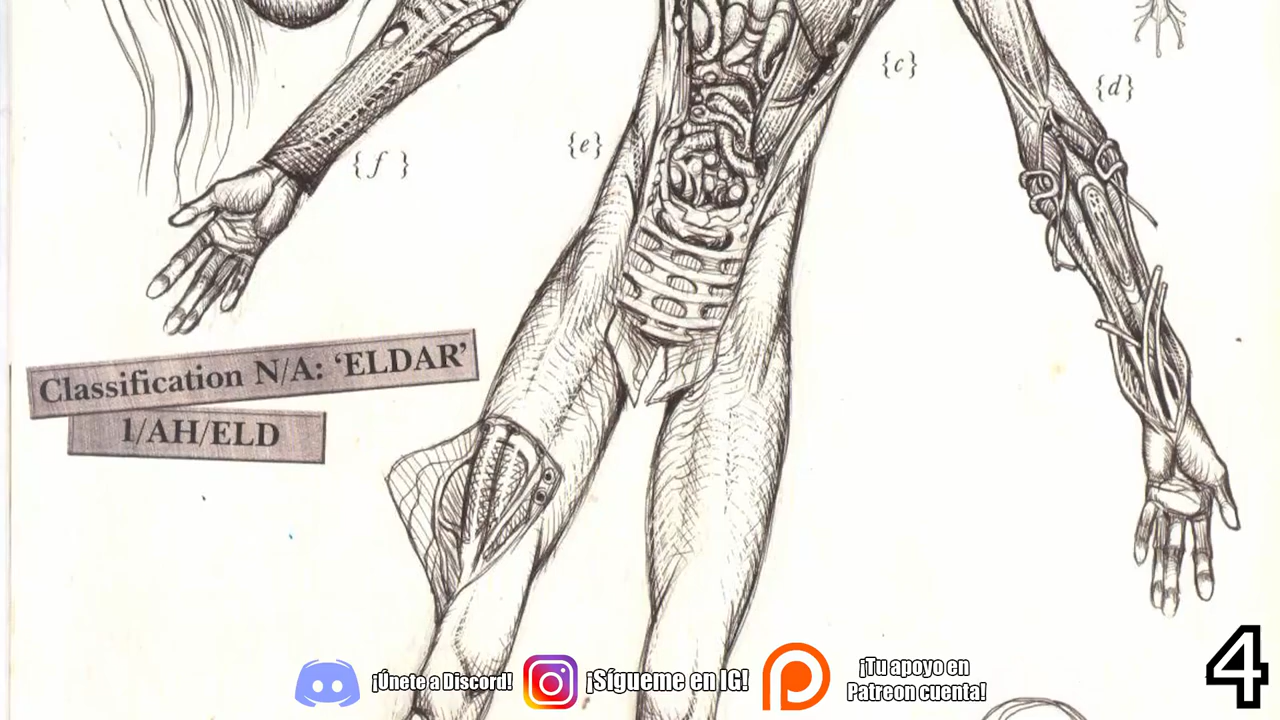 {c}
{d}
{e}
{f }
Classification N/A: ‘ELDAR’
1/AH/ELD
¡Únete a Discord!
¡Sígueme en IG!
¡Tu apoyo en
Patreon cuenta!
4